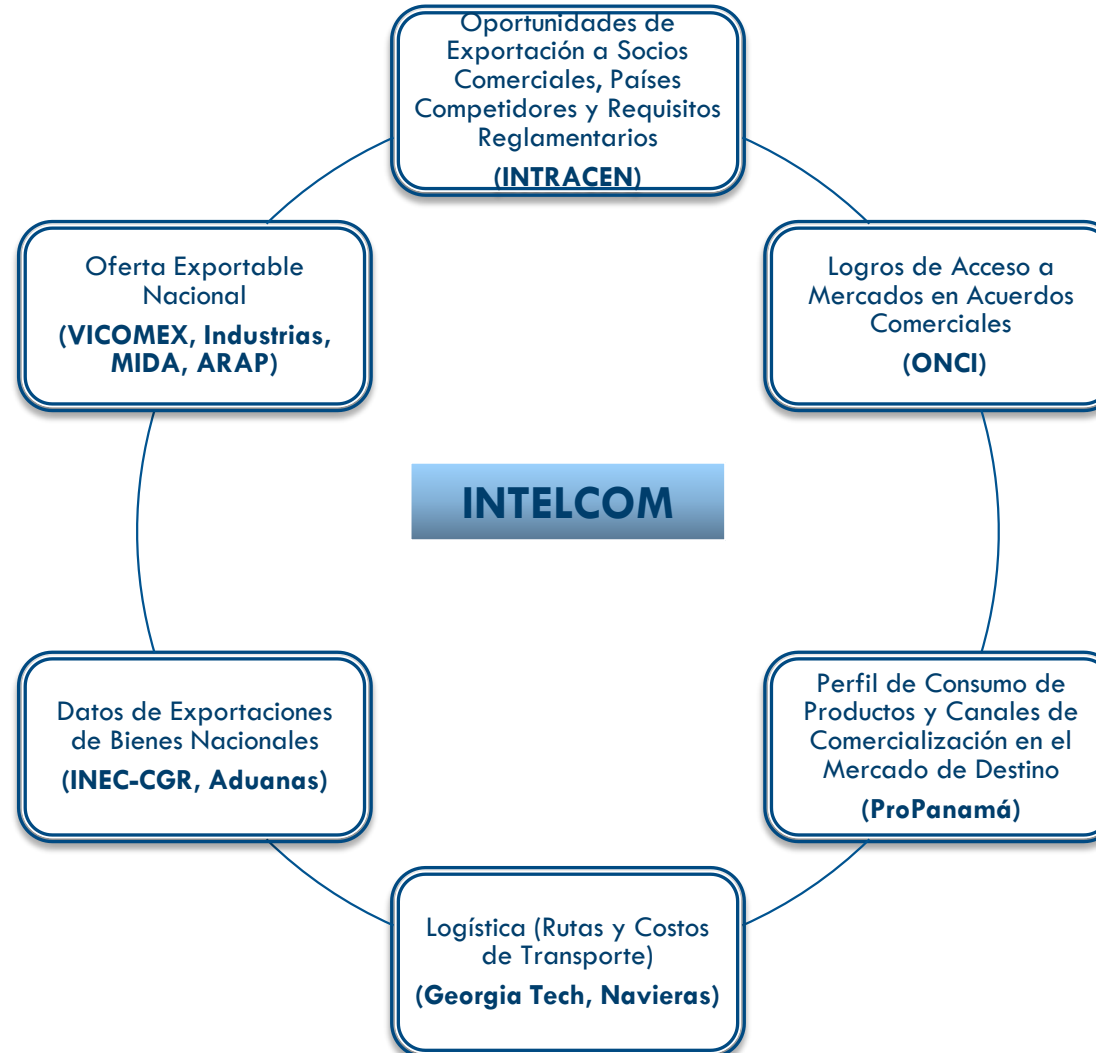 Oportunidades de
Exportación a Socios
Comerciales, Países
Competidores y Requisitos
Reglamentarios
(INTRACEN)
Logros de Acceso a
Mercados en Acuerdos
Comerciales
(ONCI)
Perfil de Consumo de
Productos y Canales de
Comercialización en el
Mercado de Destino
(ProPanamá)
Logística (Rutas y Costos
de Transporte)
(Georgia Tech, Navieras)
Datos de Exportaciones
de Bienes Nacionales
(INEC-CGR, Aduanas)
Oferta Exportable
Nacional
(VICOMEX, Industrias,
MIDA, ARAP)
INTELCOM